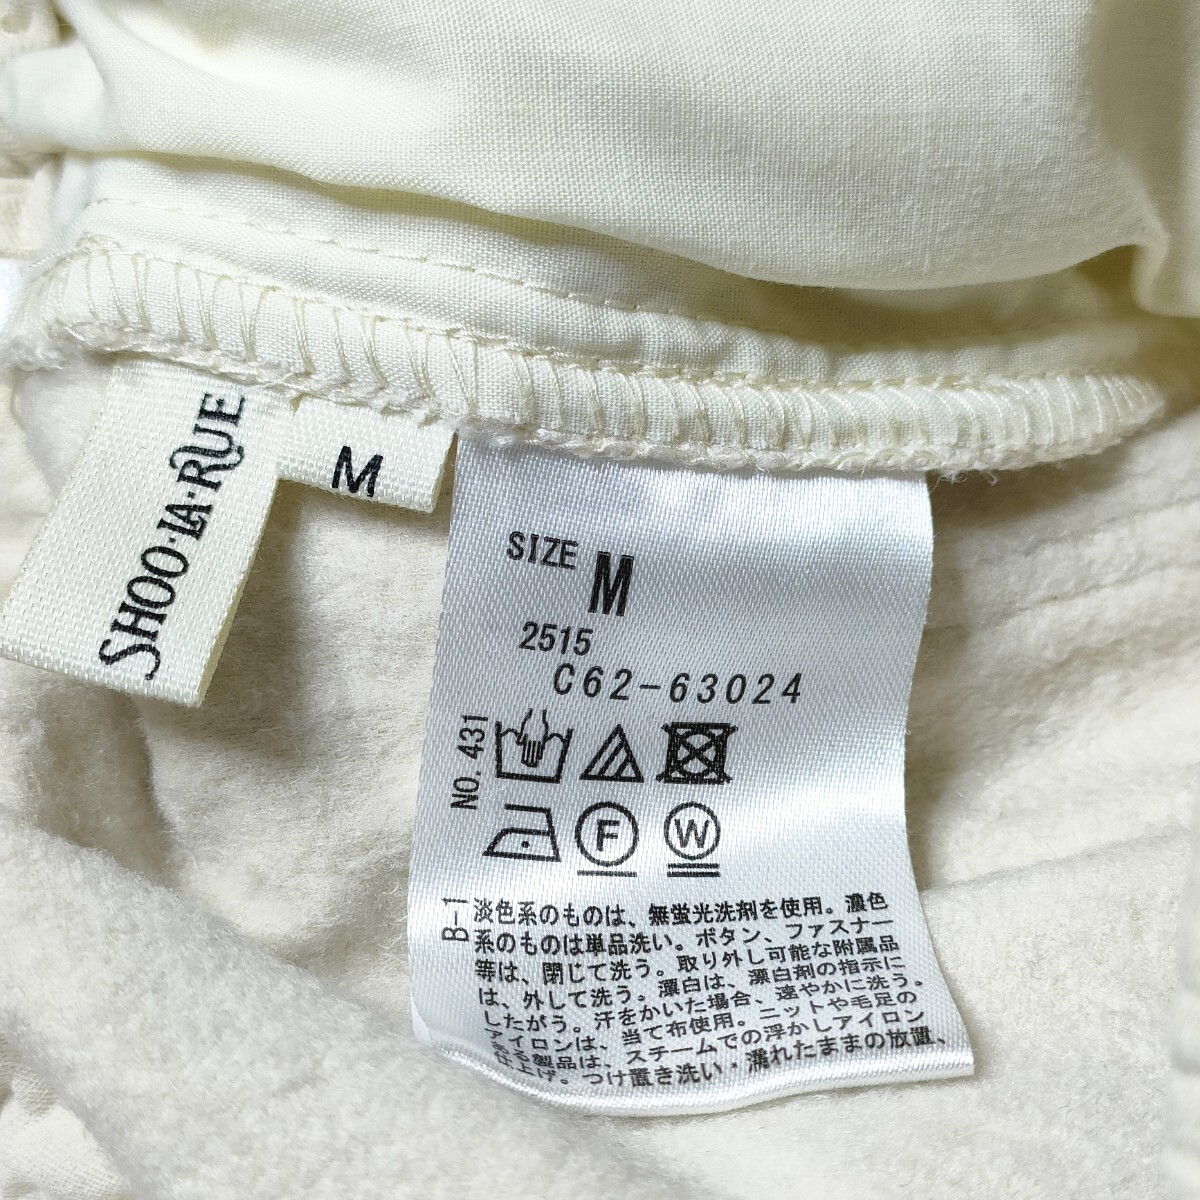 SHOO·LA·RUE
M
SIZE M
2515
C62-63024
NO. 431
F W
B-1
淡色系のものは、無蛍光洗剤を使用。濃色
系のものは単品洗い。ボタン、ファスナー
等は、閉じて洗う。取り外し可能な附属品
は、外して洗う。漂白は、漂白剤の指示に
したがう。汗をかいた場合、速やかに洗う。
アイロンは、当て布使用。ニットや毛足の
ある製品は、スチームでの浮かしアイロン
仕上げ。つけ置き洗い・濡れたままの放置、